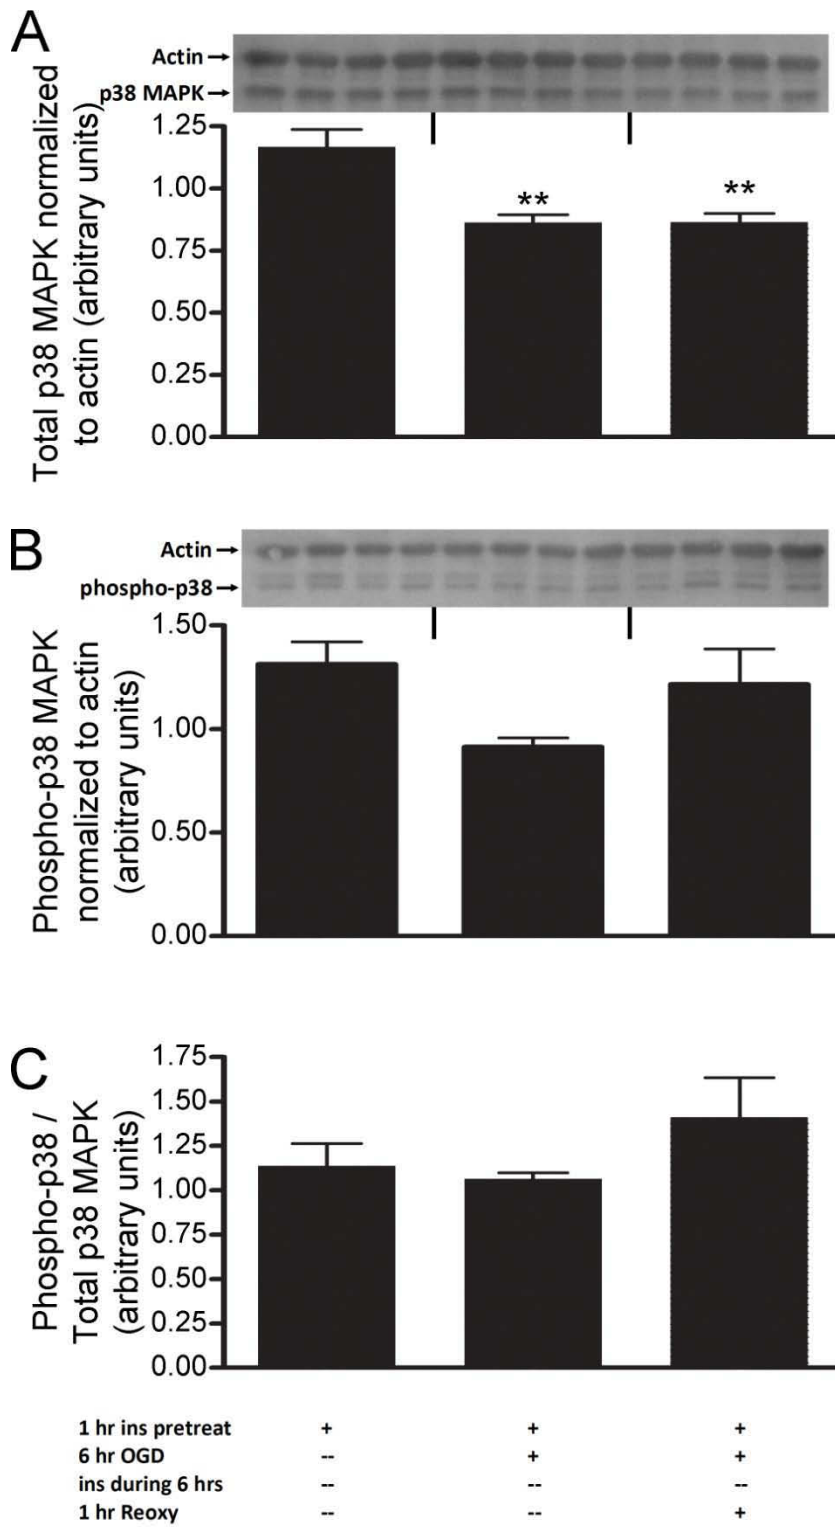 A
Actin
p38 MAPK
Total p38 MAPK normalized
to actin (arbitrary units)
1.25
1.00
0.75
0.50
0.25
0.00
**
**
B
Actin
phospho-p38
Phospho-p38 MAPK
normalized to actin
(arbitrary units)
1.50
1.00
0.50
0.00
C
Phospho-p38 /
Total p38 MAPK
(arbitrary units)
1.75
1.50
1.25
1.00
0.75
0.50
0.25
0.00
1 hr ins pretreat + + +
6 hr OGD -- + +
ins during 6 hrs -- -- --
1 hr Reoxy -- -- +